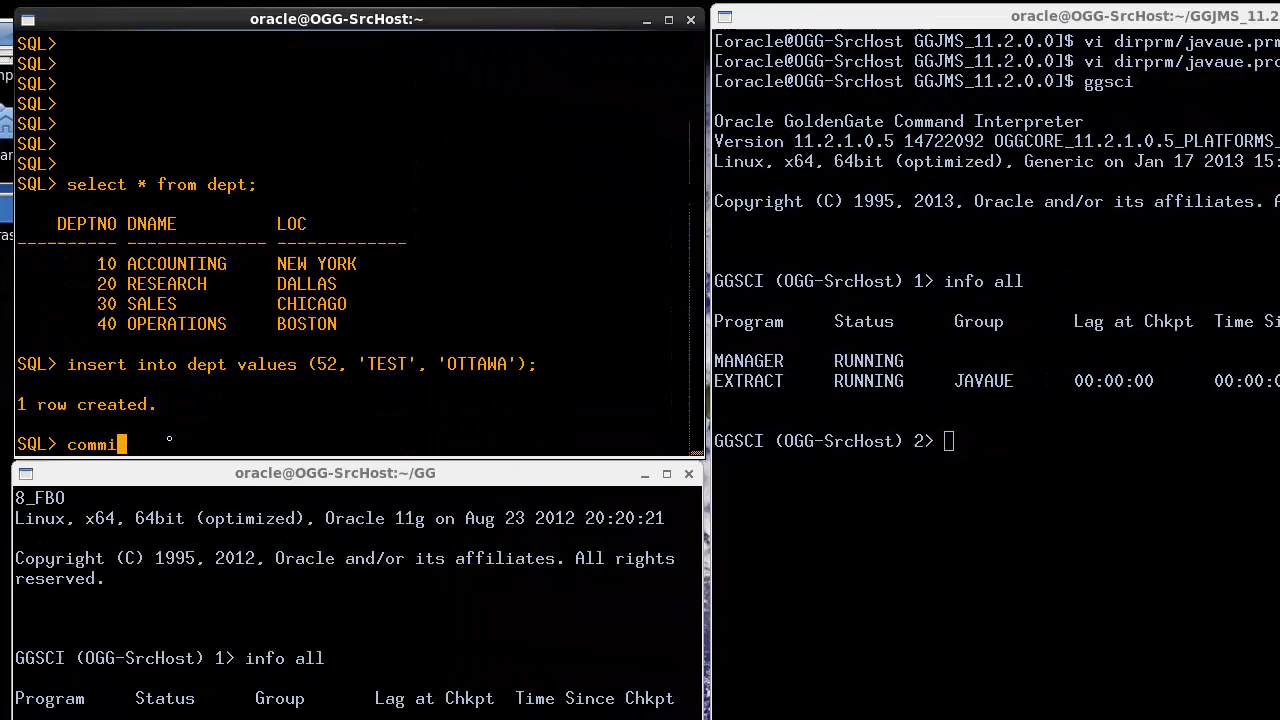 oracle@OGG-SrcHost:~
SQL>
SQL>
SQL>
SQL>
SQL>
SQL>
SQL>
SQL> select * from dept;
DEPTNO DNAME LOC
---------- -------------- -------------
10 ACCOUNTING NEW YORK
20 RESEARCH DALLAS
30 SALES CHICAGO
40 OPERATIONS BOSTON
SQL> insert into dept values (52, 'TEST', 'OTTAWA');
1 row created.
SQL> commi
oracle@OGG-SrcHost:~/GG
8_FBO
Linux, x64, 64bit (optimized), Oracle 11g on Aug 23 2012 20:20:21
Copyright (C) 1995, 2012, Oracle and/or its affiliates. All rights
reserved.
GGSCI (OGG-SrcHost) 1> info all
Program Status Group Lag at Chkpt Time Since Chkpt
oracle@OGG-SrcHost:~/GGJMS_11.2
[oracle@OGG-SrcHost GGJMS_11.2.0.0]$ vi dirprm/javaue.prm
[oracle@OGG-SrcHost GGJMS_11.2.0.0]$ vi dirprm/javaue.pro
[oracle@OGG-SrcHost GGJMS_11.2.0.0]$ ggsci
Oracle GoldenGate Command Interpreter
Version 11.2.1.0.5 14722092 OGGCORE_11.2.1.0.5_PLATFORMS_
Linux, x64, 64bit (optimized), Generic on Jan 17 2013 15:
Copyright (C) 1995, 2013, Oracle and/or its affiliates.
GGSCI (OGG-SrcHost) 1> info all
Program Status Group Lag at Chkpt Time Sin
MANAGER RUNNING
EXTRACT RUNNING JAVAUE 00:00:00 00:00:
GGSCI (OGG-SrcHost) 2>